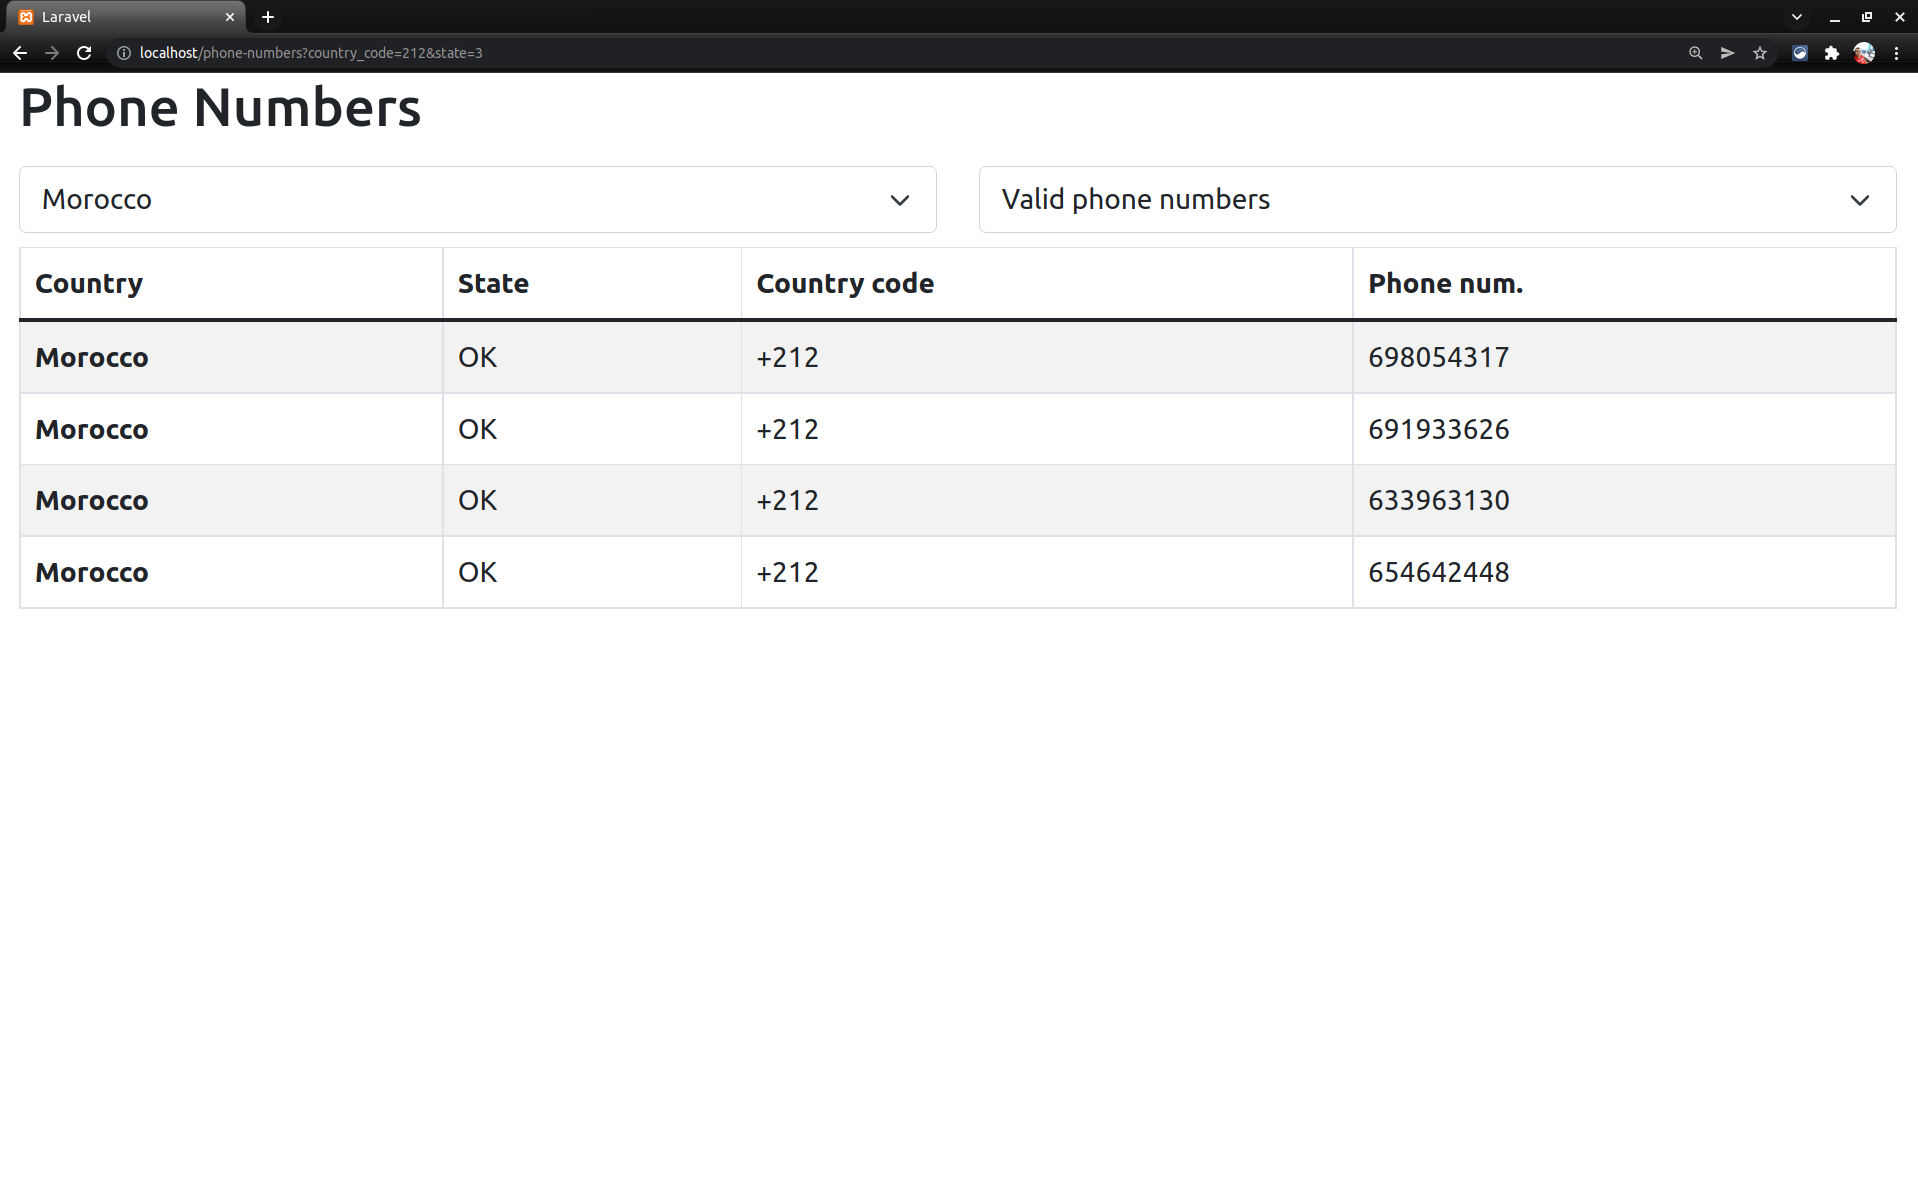 Laravel
localhost/phone-numbers?country_code=212&state=3
Phone Numbers
Morocco Valid phone numbers
Country State Country code Phone num.
Morocco OK +212 698054317
Morocco OK +212 691933626
Morocco OK +212 633963130
Morocco OK +212 654642448